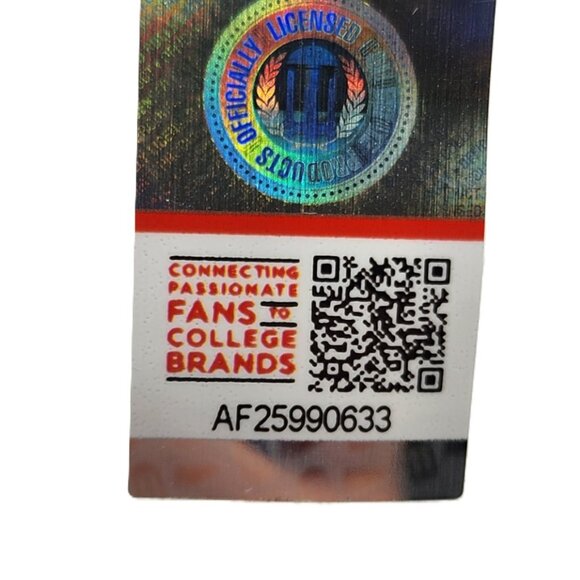 OFFICIALLY LICENSED
PRODUCTS
CONNECTING
PASSIONATE
FANS TO
COLLEGE
BRANDS
AF25990633